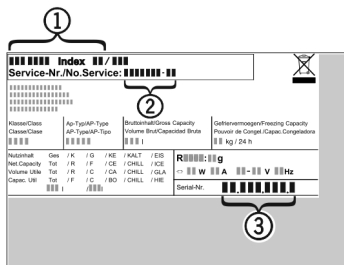 1
Index /
Service-Nr./No.Service: -
2
Klasse/Class
Classe/Clase
Ap-Typ/AP-Type
AP-Type/AP-Tipo
Bruttoinhalt/Gross Capacity
Volume Brut/Capacidad Bruta
l
Gefriervermoegen/Freezing Capacity
Pouvoir de Congel./Capac.Congeladora
kg / 24 h
Nutzinhalt Ges / K / G / KE / KALT / EIS
Net.Capacity Tot / R / F / CE / CHILL / ICE
Volume Utile Tot / R / C / CA / CHILL / GLA
Capac. Util Tot / F / C / BO / CHILL / HIE
l / l
R : g
W A - V Hz
Serial-Nr. . . .
3